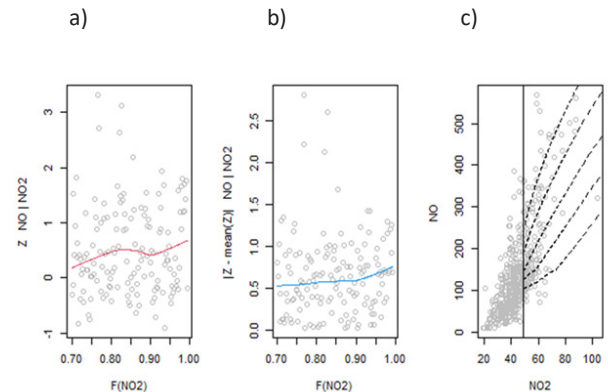 a) b) c)
Z NO | NO2
3
2
1
0
-1
0.70 0.80 0.90 1.00
F(NO2)
|Z - mean(Z)| NO | NO2
2.5
2.0
1.5
1.0
0.5
0.0
0.70 0.80 0.90 1.00
F(NO2)
NO
500
400
300
200
100
0
20 40 60 80 100
NO2